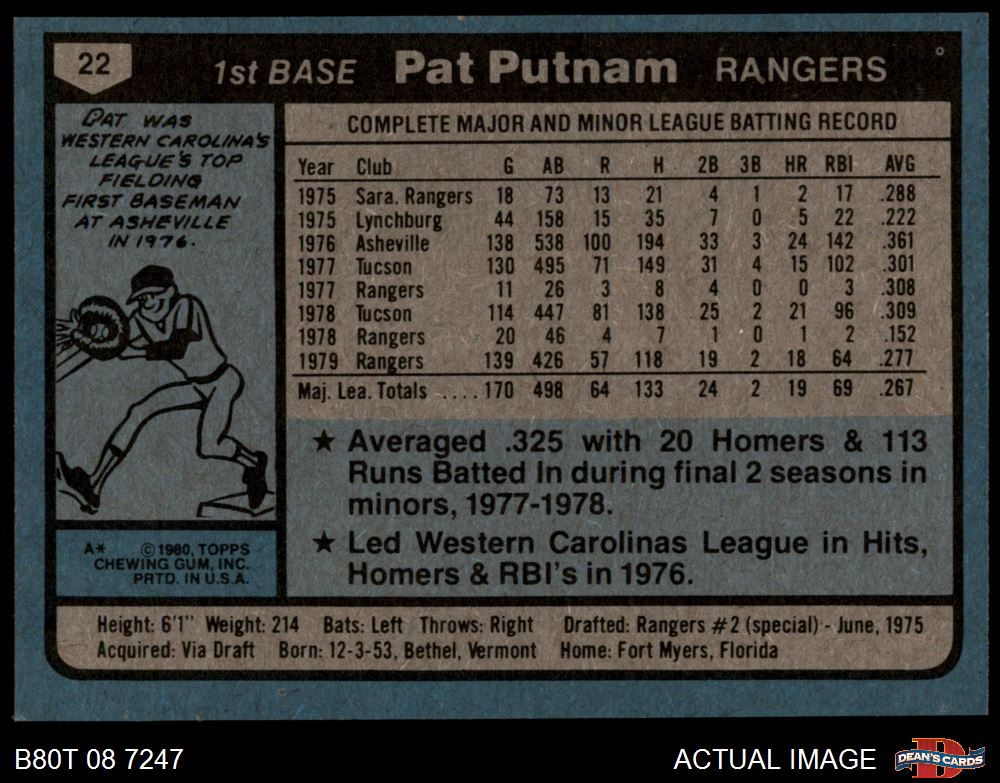 22 1st BASE Pat Putnam RANGERS
PAT WAS
WESTERN CAROLINA'S
LEAGUE'S TOP
FIELDING
FIRST BASEMAN
AT ASHEVILLE
IN 1976.
A* ©1980, TOPPS
CHEWING GUM, INC.
PRTD. IN U.S.A.
COMPLETE MAJOR AND MINOR LEAGUE BATTING RECORD
Year Club G AB R H 2B 3B HR RBI AVG
1975 Sara. Rangers 18 73 13 21 4 1 2 17 .288
1975 Lynchburg 44 158 15 35 7 0 5 22 .222
1976 Asheville 138 538 100 194 33 3 24 142 .361
1977 Tucson 130 495 71 149 31 4 15 102 .301
1977 Rangers 11 26 3 8 4 0 0 3 .308
1978 Tucson 114 447 81 138 25 2 21 96 .309
1978 Rangers 20 46 4 7 1 0 1 2 .152
1979 Rangers 139 426 57 118 19 2 18 64 .277
Maj. Lea. Totals .... 170 498 64 133 24 2 19 69 .267
★ Averaged .325 with 20 Homers & 113
Runs Batted In during final 2 seasons in
minors, 1977-1978.
★ Led Western Carolinas League in Hits,
Homers & RBI's in 1976.
Height: 6'1" Weight: 214 Bats: Left Throws: Right Drafted: Rangers #2 (special) - June, 1975
Acquired: Via Draft Born: 12-3-53, Bethel, Vermont Home: Fort Myers, Florida
B80T 08 7247 ACTUAL IMAGE D DEAN'S CARDS